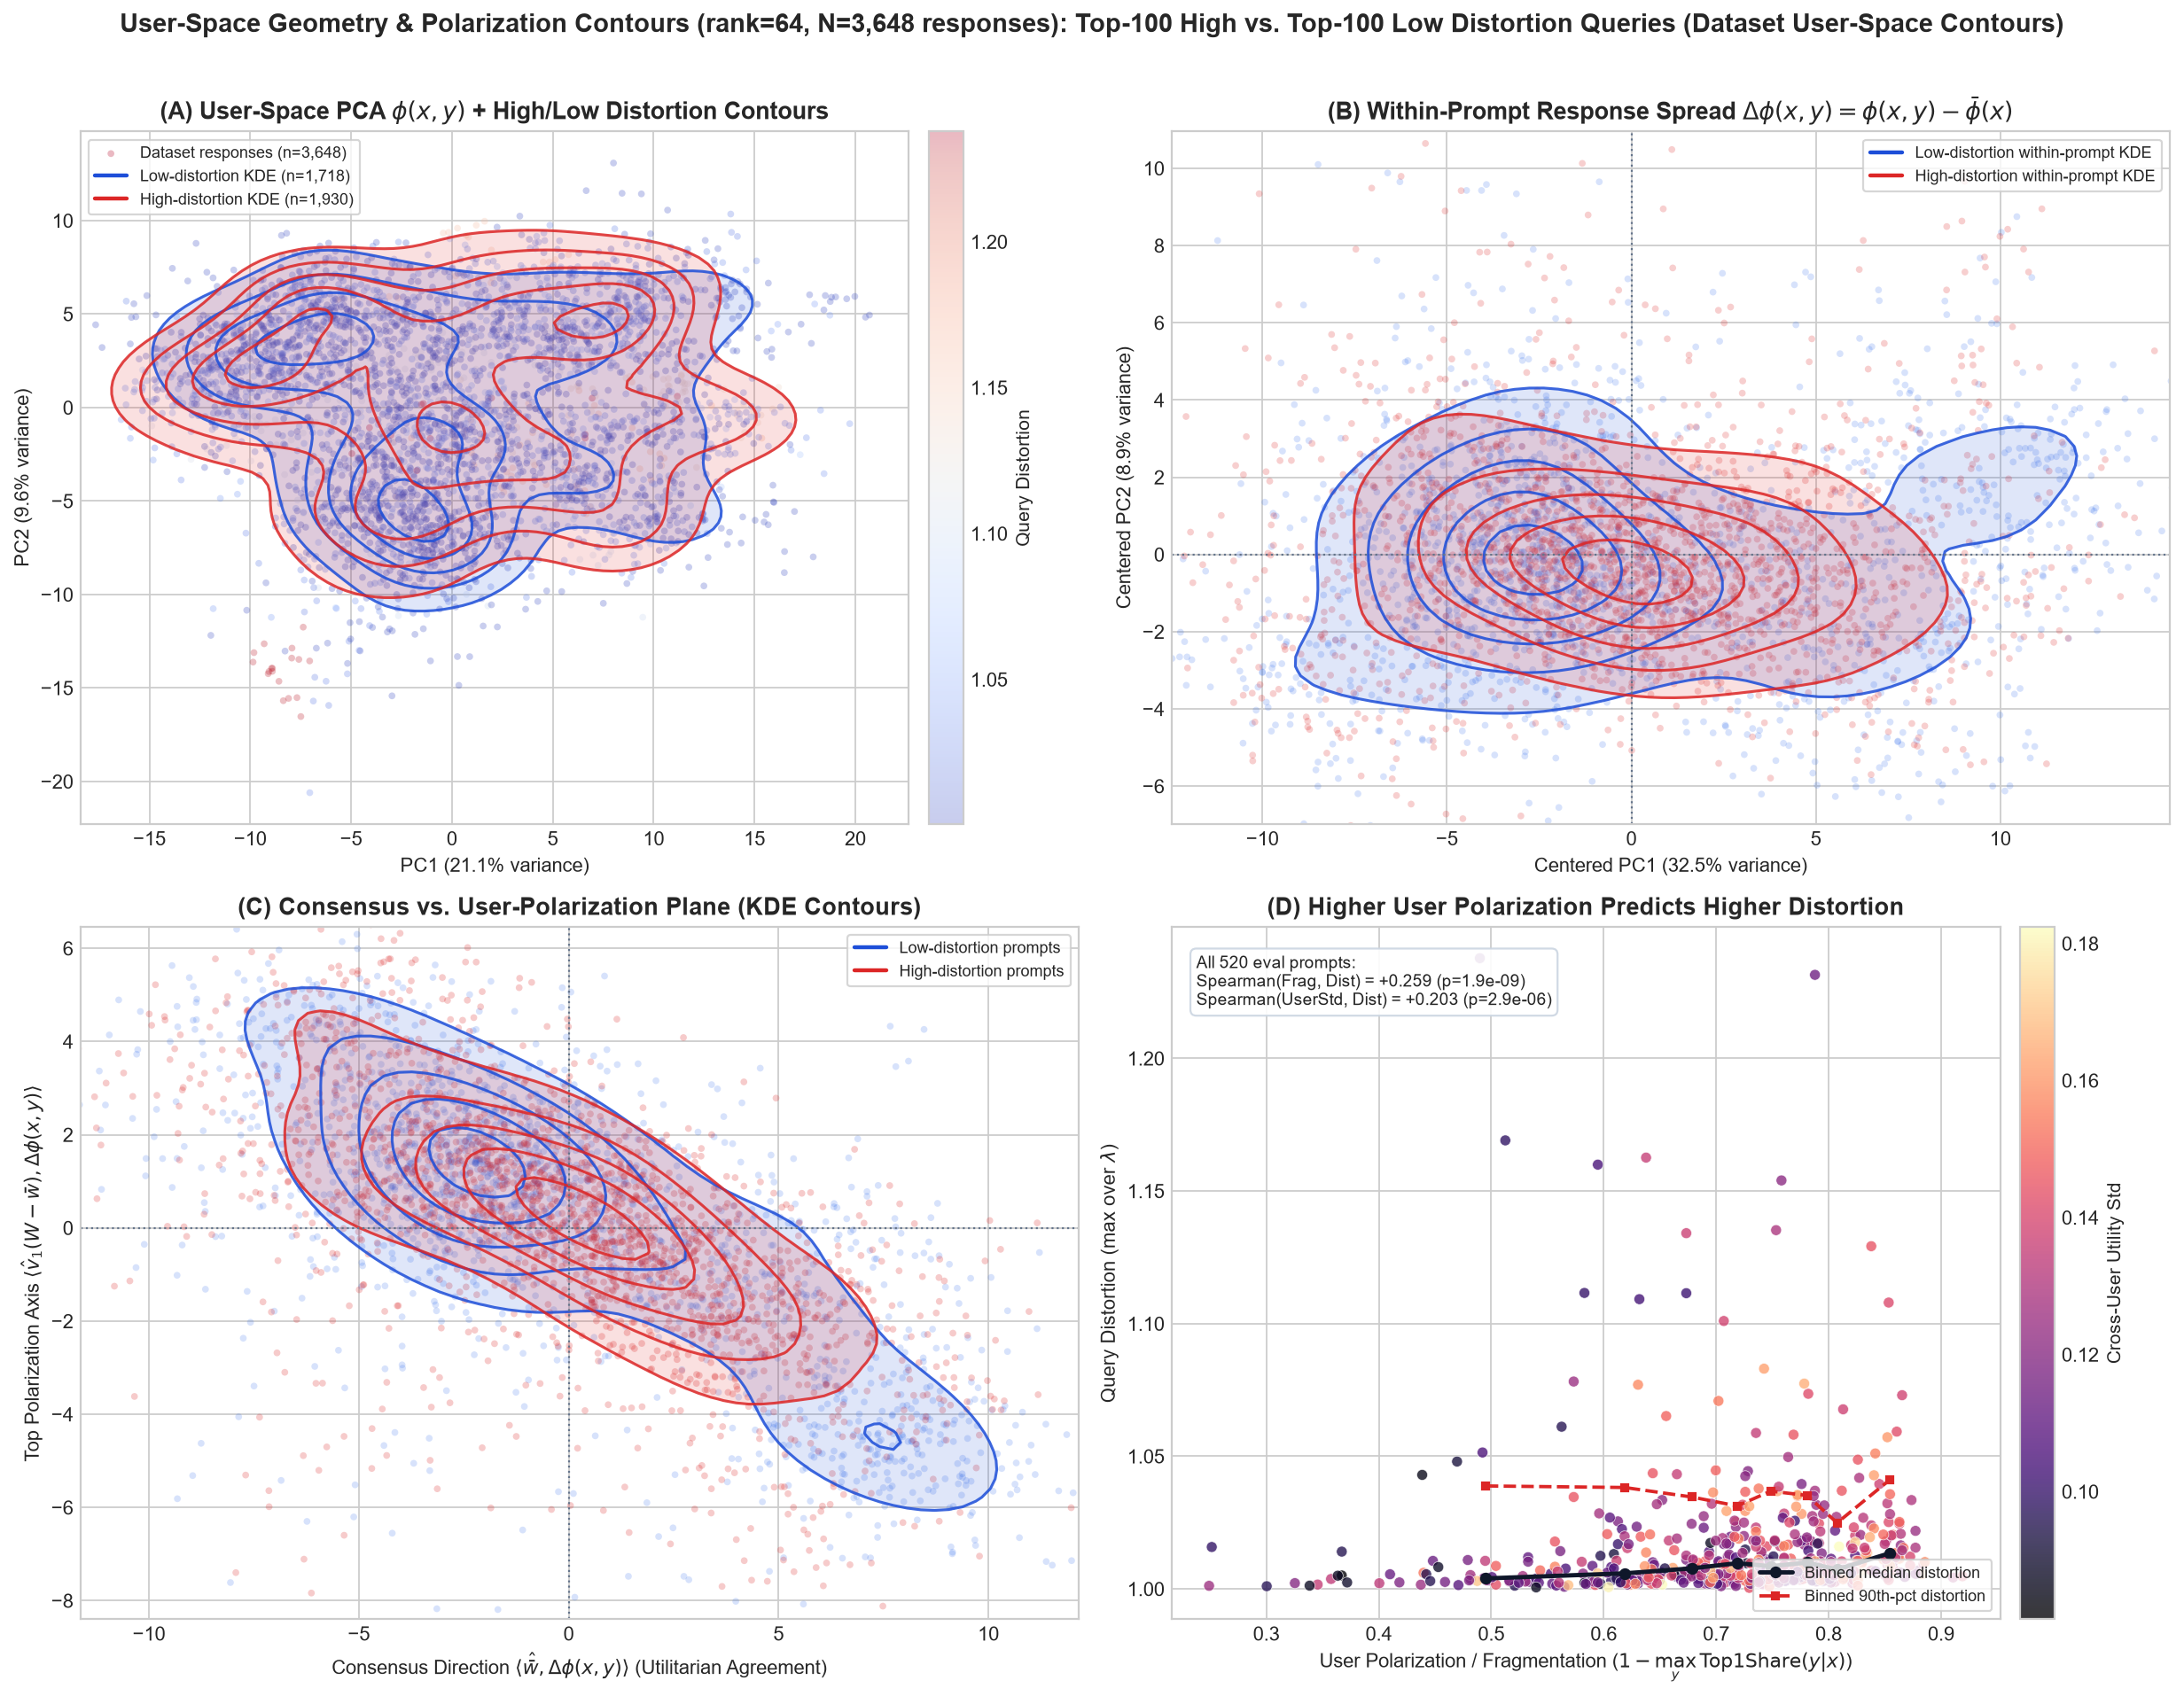 User-Space Geometry & Polarization Contours (rank=64, N=3,648 responses): Top-100 High vs. Top-100 Low Distortion Queries (Dataset User-Space Contours)
(A) User-Space PCA ϕ(x, y) + High/Low Distortion Contours
Dataset responses (n=3,648)
Low-distortion KDE (n=1,718)
High-distortion KDE (n=1,930)
10
5
0
−5
−10
−15
−20
PC2 (9.6% variance)
−15 −10 −5 0 5 10 15 20
PC1 (21.1% variance)
1.20
1.15
1.10
1.05
Query Distortion
(B) Within-Prompt Response Spread Δϕ(x, y) = ϕ(x, y) − ϕ̄(x)
Low-distortion within-prompt KDE
High-distortion within-prompt KDE
10
8
6
4
2
0
−2
−4
−6
Centered PC2 (8.9% variance)
−10 −5 0 5 10
Centered PC1 (32.5% variance)
(C) Consensus vs. User-Polarization Plane (KDE Contours)
Low-distortion prompts
High-distortion prompts
6
4
2
0
−2
−4
−6
−8
Top Polarization Axis ⟨v̂₁(W − w̄), Δϕ(x, y)⟩
−10 −5 0 5 10
Consensus Direction ⟨w̄̂, Δϕ(x, y)⟩ (Utilitarian Agreement)
(D) Higher User Polarization Predicts Higher Distortion
All 520 eval prompts:
Spearman(Frag, Dist) = +0.259 (p=1.9e-09)
Spearman(UserStd, Dist) = +0.203 (p=2.9e-06)
1.20
1.15
1.10
1.05
1.00
Query Distortion (max over λ)
Binned median distortion
Binned 90th-pct distortion
0.3 0.4 0.5 0.6 0.7 0.8 0.9
User Polarization / Fragmentation (1 − max Top1Share(y|x))
y
0.18
0.16
0.14
0.12
0.10
Cross-User Utility Std